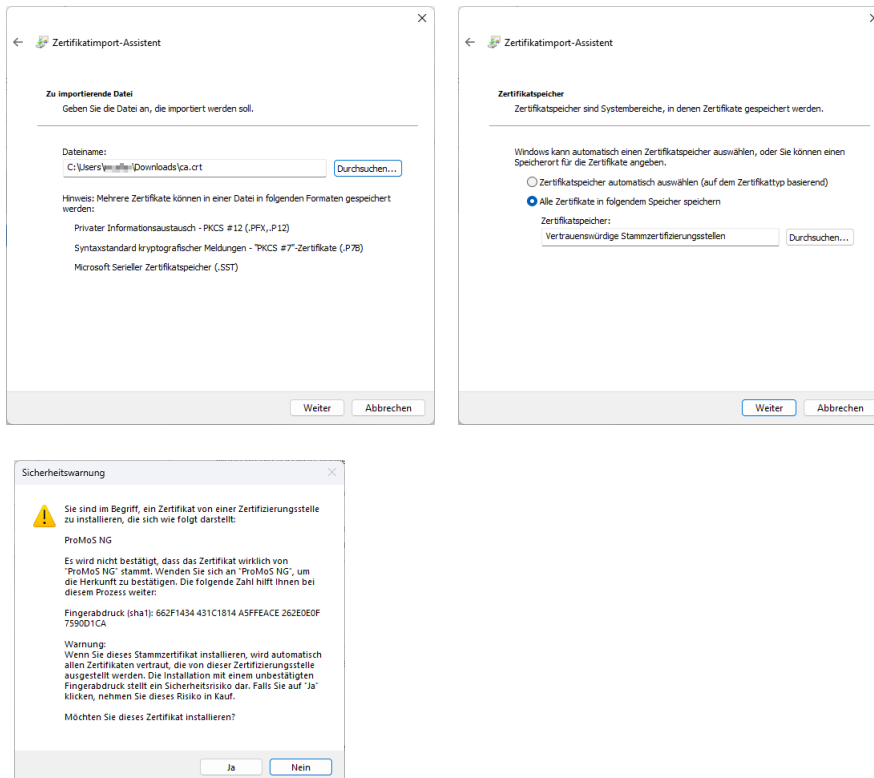 Zertifikatimport-Assistent
Zu importierende Datei
Geben Sie die Datei an, die importiert werden soll.
Dateiname:
C:\Users\ \Downloads\ca.crt
Durchsuchen...
Hinweis: Mehrere Zertifikate können in einer Datei in folgenden Formaten gespeichert
werden:
Privater Informationsaustausch - PKCS #12 (.PFX,.P12)
Syntaxstandard kryptografischer Meldungen - "PKCS #7"-Zertifikate (.P7B)
Microsoft Serieller Zertifikatspeicher (.SST)
Weiter
Abbrechen
Zertifikatimport-Assistent
Zertifikatspeicher
Zertifikatspeicher sind Systembereiche, in denen Zertifikate gespeichert werden.
Windows kann automatisch einen Zertifikatspeicher auswählen, oder Sie können einen
Speicherort für die Zertifikate angeben.
Zertifikatspeicher automatisch auswählen (auf dem Zertifikattyp basierend)
Alle Zertifikate in folgendem Speicher speichern
Zertifikatspeicher:
Vertrauenswürdige Stammzertifizierungsstellen
Durchsuchen...
Weiter
Abbrechen
Sicherheitswarnung
Sie sind im Begriff, ein Zertifikat von einer Zertifizierungsstelle
zu installieren, die sich wie folgt darstellt:
ProMoS NG
Es wird nicht bestätigt, dass das Zertifikat wirklich von
"ProMoS NG" stammt. Wenden Sie sich an "ProMoS NG", um
die Herkunft zu bestätigen. Die folgende Zahl hilft Ihnen bei
diesem Prozess weiter:
Fingerabdruck (sha1): 662F1434 431C1814 A5FFEACE 262E0E0F
7590D1CA
Warnung:
Wenn Sie dieses Stammzertifikat installieren, wird automatisch
allen Zertifikaten vertraut, die von dieser Zertifizierungsstelle
ausgestellt werden. Die Installation mit einem unbestätigten
Fingerabdruck stellt ein Sicherheitsrisiko dar. Falls Sie auf "Ja"
klicken, nehmen Sie dieses Risiko in Kauf.
Möchten Sie dieses Zertifikat installieren?
Ja
Nein